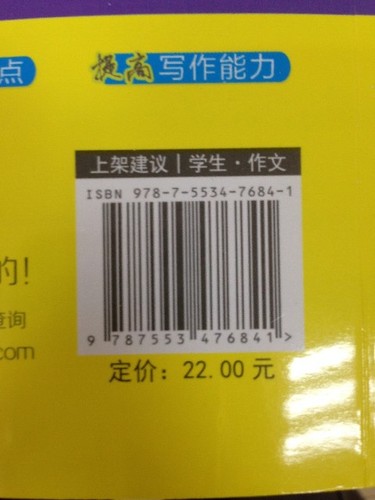 点
提高写作能力
上架建议|学生·作文
ISBN 978-7-5534-7684-1
的!
查询
com
9 787553 476841 >
定价: 22.00 元